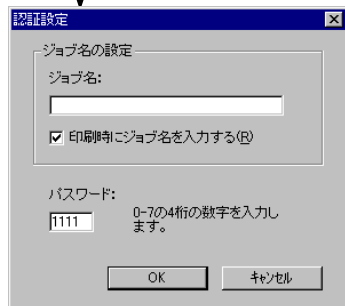 認証設定
ジョブ名の設定
ジョブ名:
印刷時にジョブ名を入力する(R)
パスワード:
1111
0-7の4桁の数字を入力し
ます。
OK
キャンセル